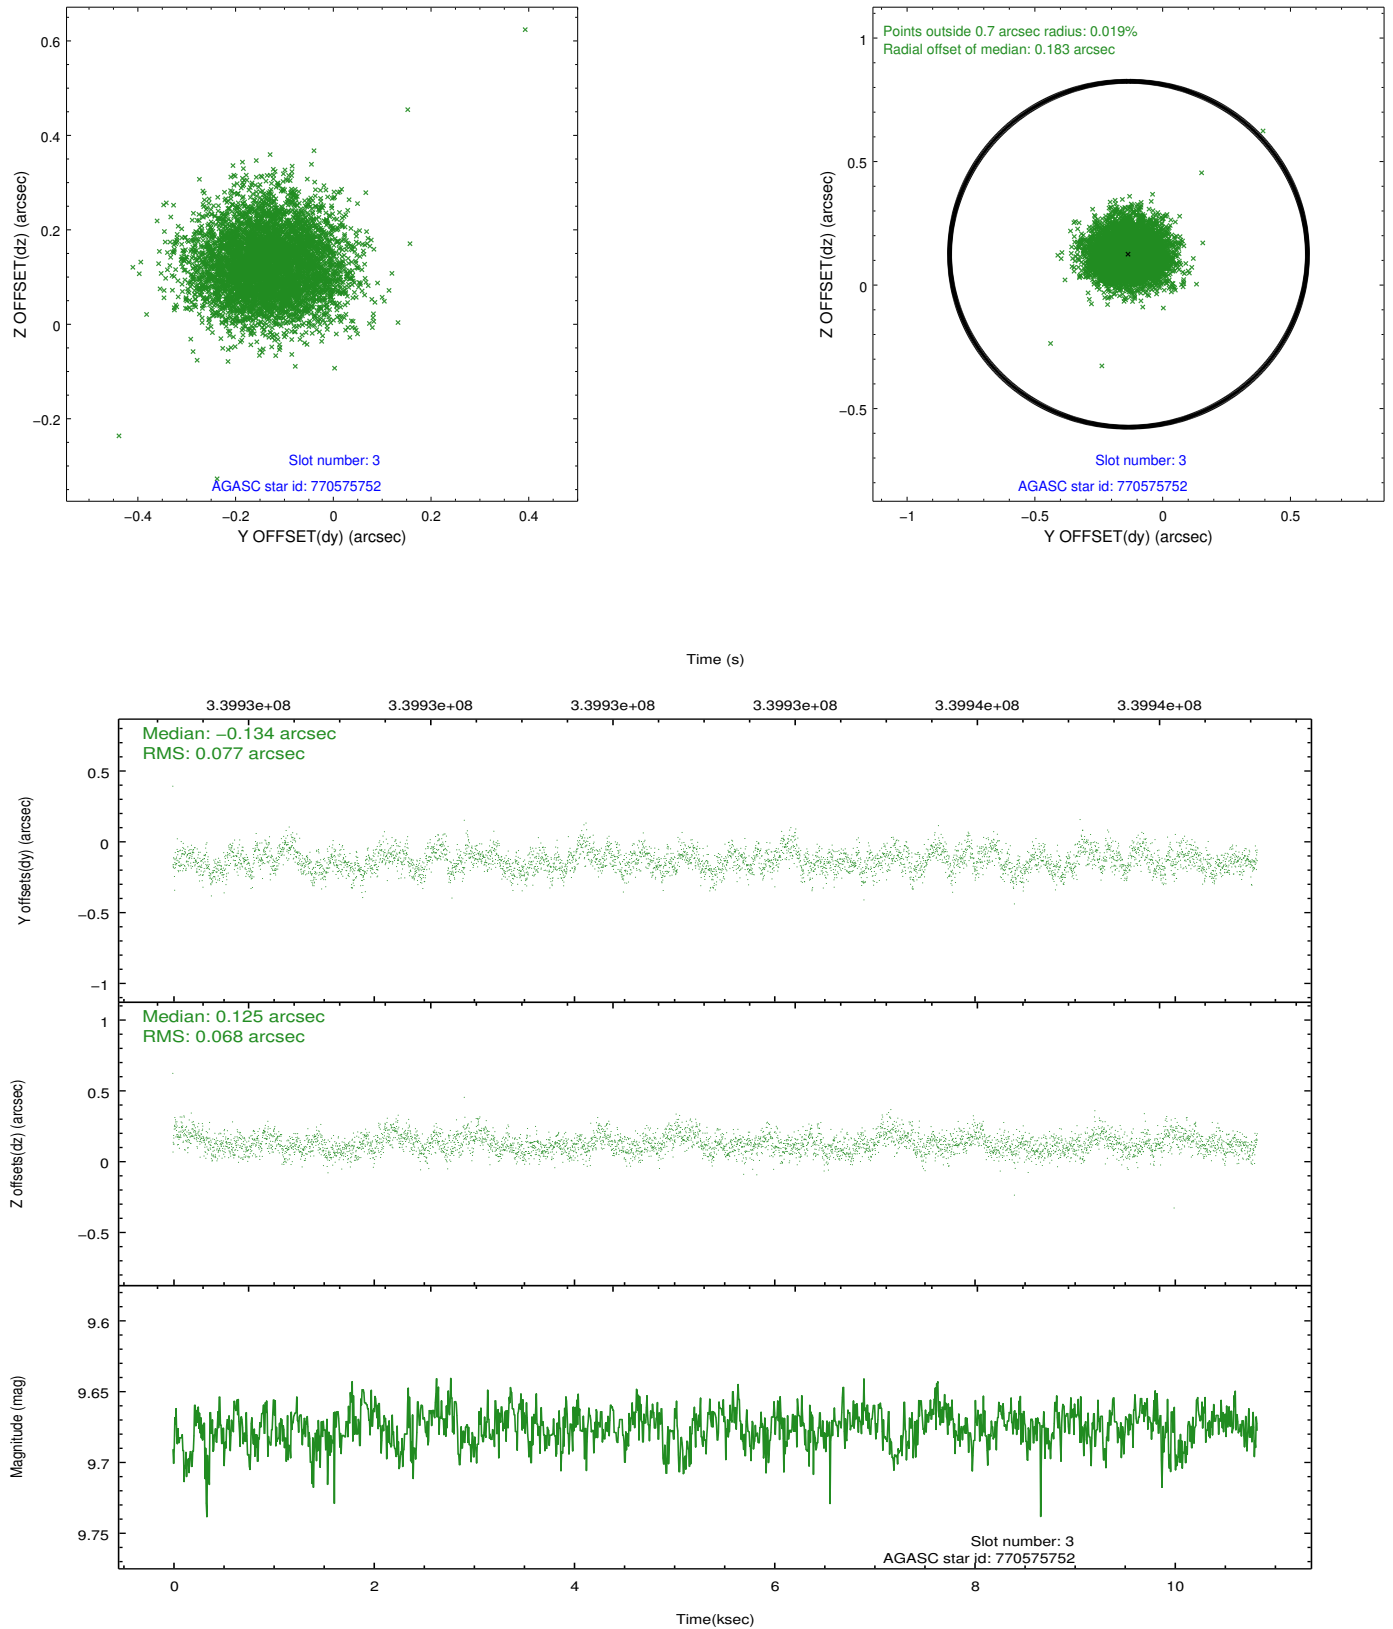 0.6
0.4
0.2
0
−0.2
Z OFFSET(dz) (arcsec)
Slot number: 3
AGASC star id: 770575752
−0.4
−0.2
0
0.2
0.4
Y OFFSET(dy) (arcsec)
Points outside 0.7 arcsec radius: 0.019%
Radial offset of median: 0.183 arcsec
1
0.5
0
−0.5
Z OFFSET(dz) (arcsec)
Slot number: 3
AGASC star id: 770575752
−1
−0.5
0
0.5
Y OFFSET(dy) (arcsec)
Time (s)
3.3993e+08
3.3993e+08
3.3993e+08
3.3993e+08
3.3994e+08
3.3994e+08
Median: −0.134 arcsec
RMS: 0.077 arcsec
0.5
0
−0.5
−1
Y offsets(dy) (arcsec)
Median: 0.125 arcsec
RMS: 0.068 arcsec
1
0.5
0
−0.5
Z offsets(dz) (arcsec)
9.6
9.65
9.7
9.75
Magnitude (mag)
Slot number: 3
AGASC star id: 770575752
0
2
4
6
8
10
Time(ksec)